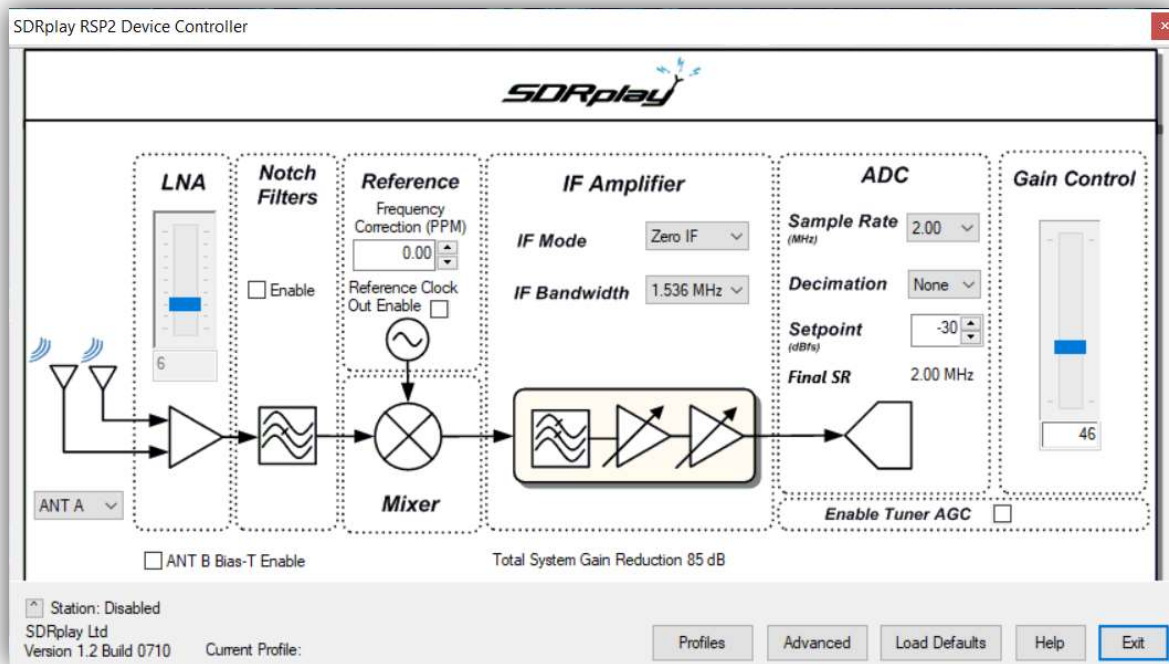 SDRplay RSP2 Device Controller
SDRplay
LNA
6
ANT A
ANT B Bias-T Enable
Notch
Filters
Enable
Reference
Frequency
Correction (PPM)
0.00
Reference Clock
Out Enable
Mixer
IF Amplifier
IF Mode
Zero IF
IF Bandwidth
1.536 MHz
Total System Gain Reduction 85 dB
ADC
Sample Rate
(MHz)
2.00
Decimation
None
Setpoint
(dBfs)
-30
Final SR
2.00 MHz
Enable Tuner AGC
Gain Control
46
Station: Disabled
SDRplay Ltd
Version 1.2 Build 0710
Current Profile:
Profiles
Advanced
Load Defaults
Help
Exit